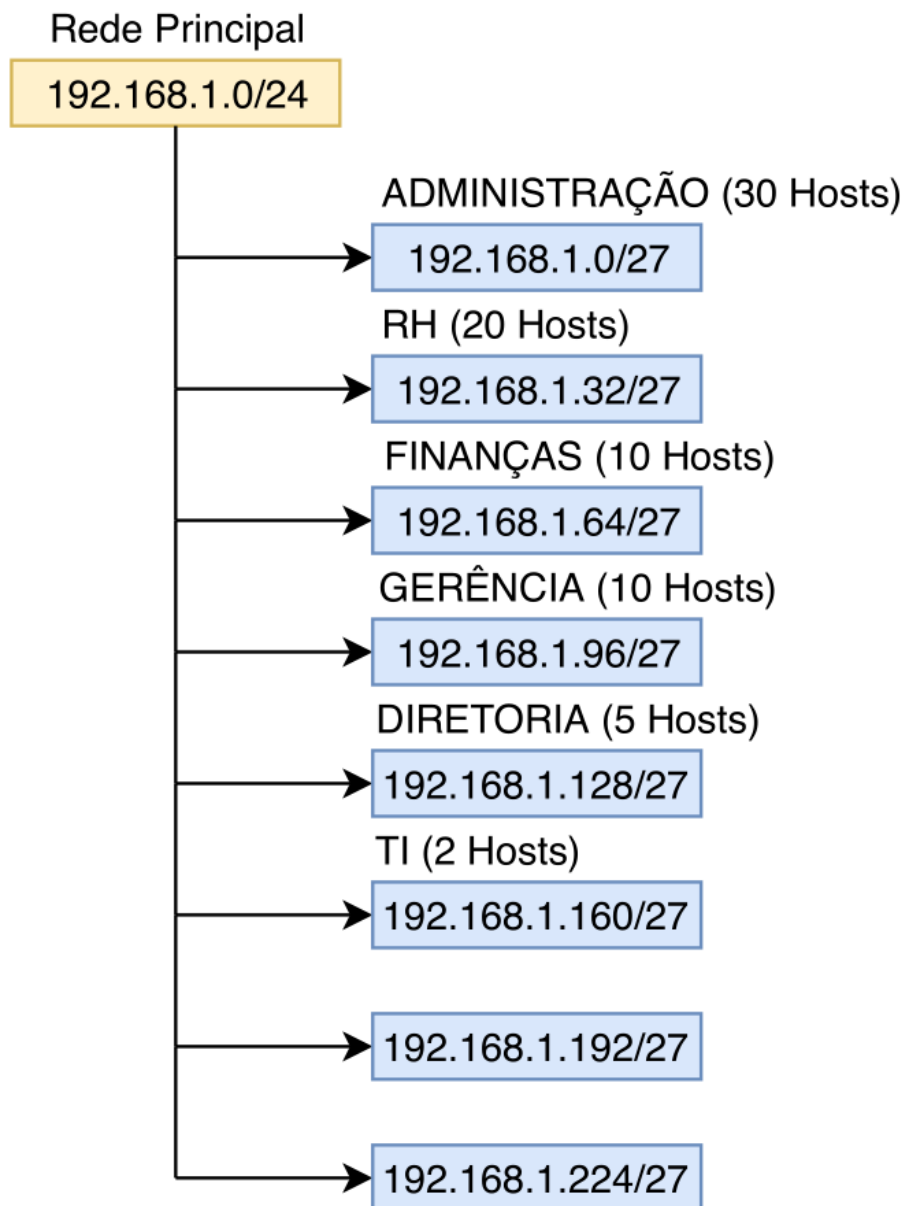 Rede Principal
192.168.1.0/24
ADMINISTRAÇÃO (30 Hosts)
192.168.1.0/27
RH (20 Hosts)
192.168.1.32/27
FINANÇAS (10 Hosts)
192.168.1.64/27
GERÊNCIA (10 Hosts)
192.168.1.96/27
DIRETORIA (5 Hosts)
192.168.1.128/27
TI (2 Hosts)
192.168.1.160/27
192.168.1.192/27
192.168.1.224/27